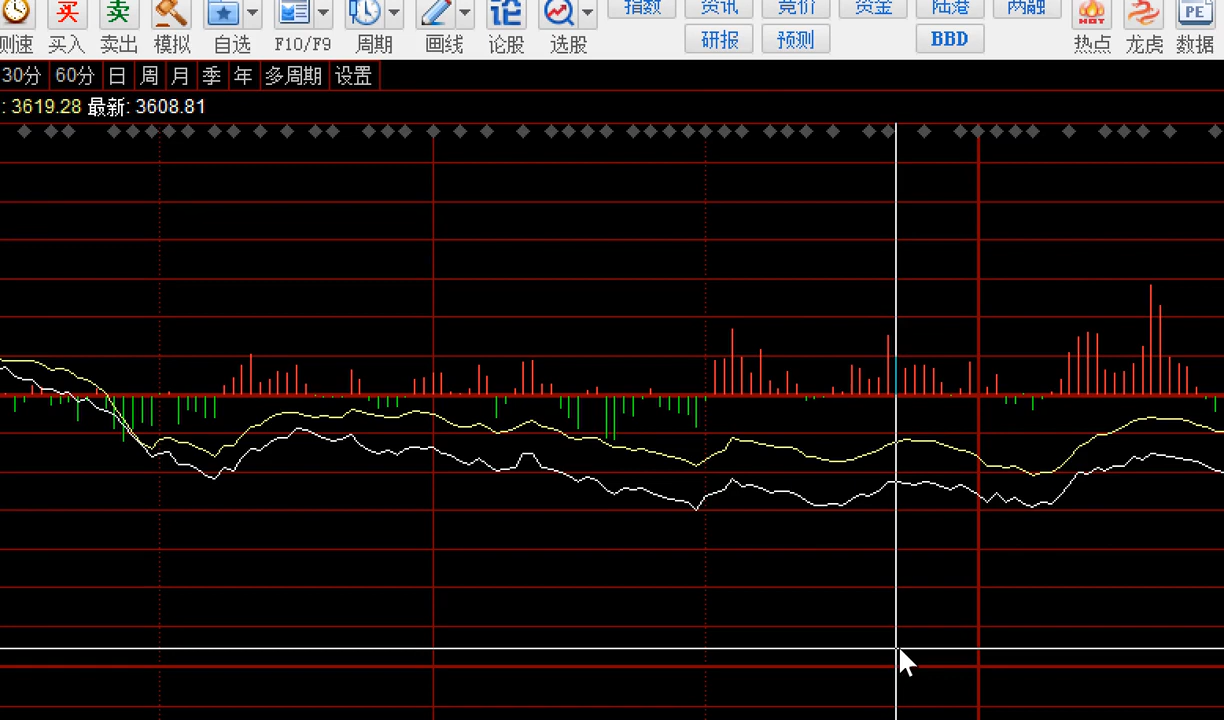 指数 资讯 竞价 资金 陆港 两融
测速 买 买入 卖 卖出 模拟 自选 F10/F9 周期 画线 论 论股 选股 研报 预测 BBD HOT 热点 龙虎 PE 数据
30分 60分 日 周 月 季 年 多周期 设置
: 3619.28 最新: 3608.81